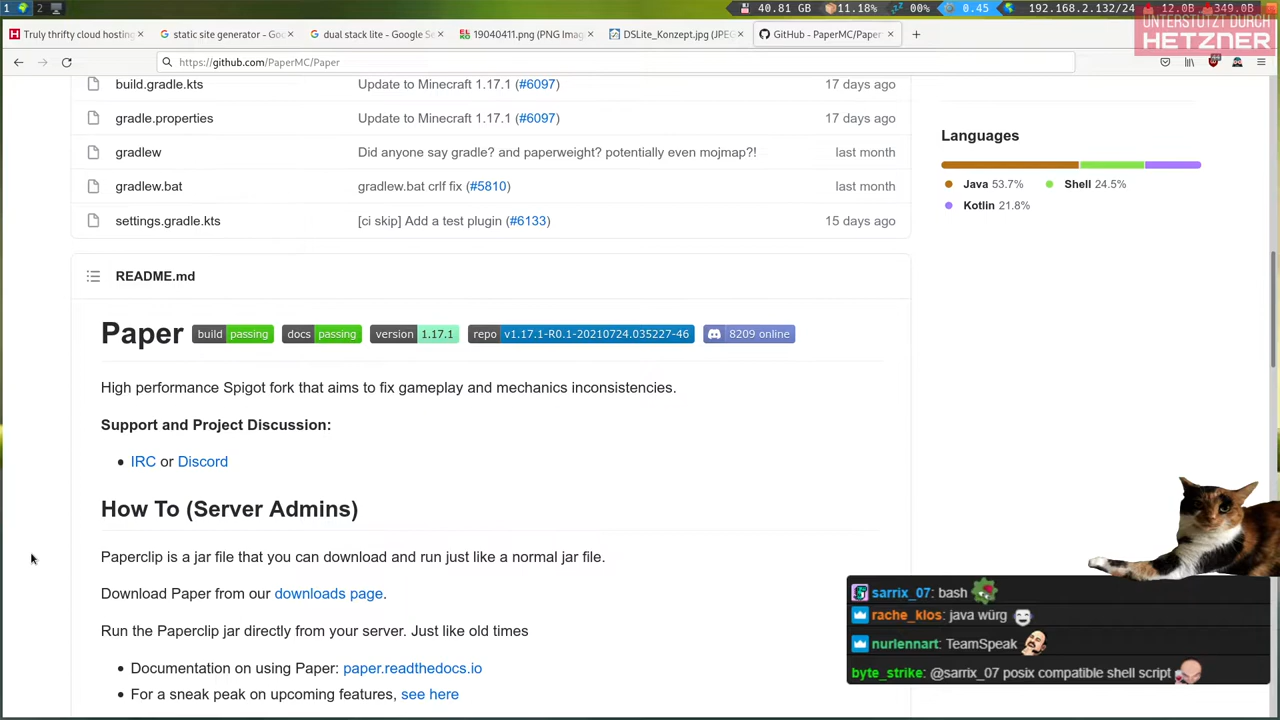 1 2 40.81 GB 11.18% 00% 0.45 192.168.2.132/24 12.0B 349.0B
UNTERSTÜTZT DURCH
HETZNER
Truly thrifty cloud hosting × static site generator - Goo × dual stack lite - Google S × 19040411.png (PNG Imag × DSLite_Konzept.jpg (JPEG × GitHub - PaperMC/Paper ×
https://github.com/PaperMC/Paper
build.gradle.kts Update to Minecraft 1.17.1 (#6097) 17 days ago
gradle.properties Update to Minecraft 1.17.1 (#6097) 17 days ago
gradlew Did anyone say gradle? and paperweight? potentially even mojmap?! last month
gradlew.bat gradlew.bat crlf fix (#5810) last month
settings.gradle.kts [ci skip] Add a test plugin (#6133) 15 days ago
Languages
Java 53.7% Shell 24.5%
Kotlin 21.8%
README.md
Paper build passing docs passing version 1.17.1 repo v1.17.1-R0.1-20210724.035227-46 8209 online
High performance Spigot fork that aims to fix gameplay and mechanics inconsistencies.
Support and Project Discussion:
• IRC or Discord
How To (Server Admins)
Paperclip is a jar file that you can download and run just like a normal jar file.
Download Paper from our downloads page.
Run the Paperclip jar directly from your server. Just like old times
• Documentation on using Paper: paper.readthedocs.io
• For a sneak peak on upcoming features, see here
sarrix_07: bash
rache_klos: java würg
nurlennart: TeamSpeak
byte_strike: @sarrix_07 posix compatible shell script